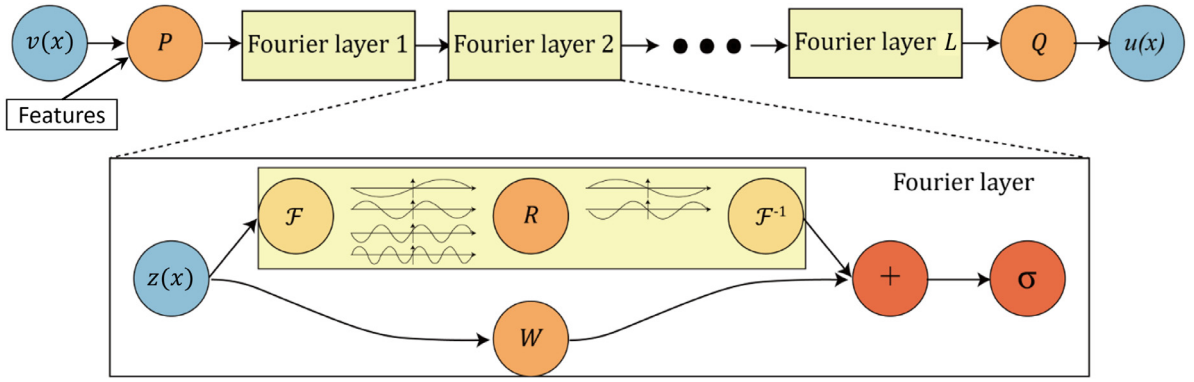 v(x)
P
Fourier layer 1
Fourier layer 2
Fourier layer L
Q
u(x)
Features
Fourier layer
ℱ
R
ℱ⁻¹
z(x)
+
σ
W